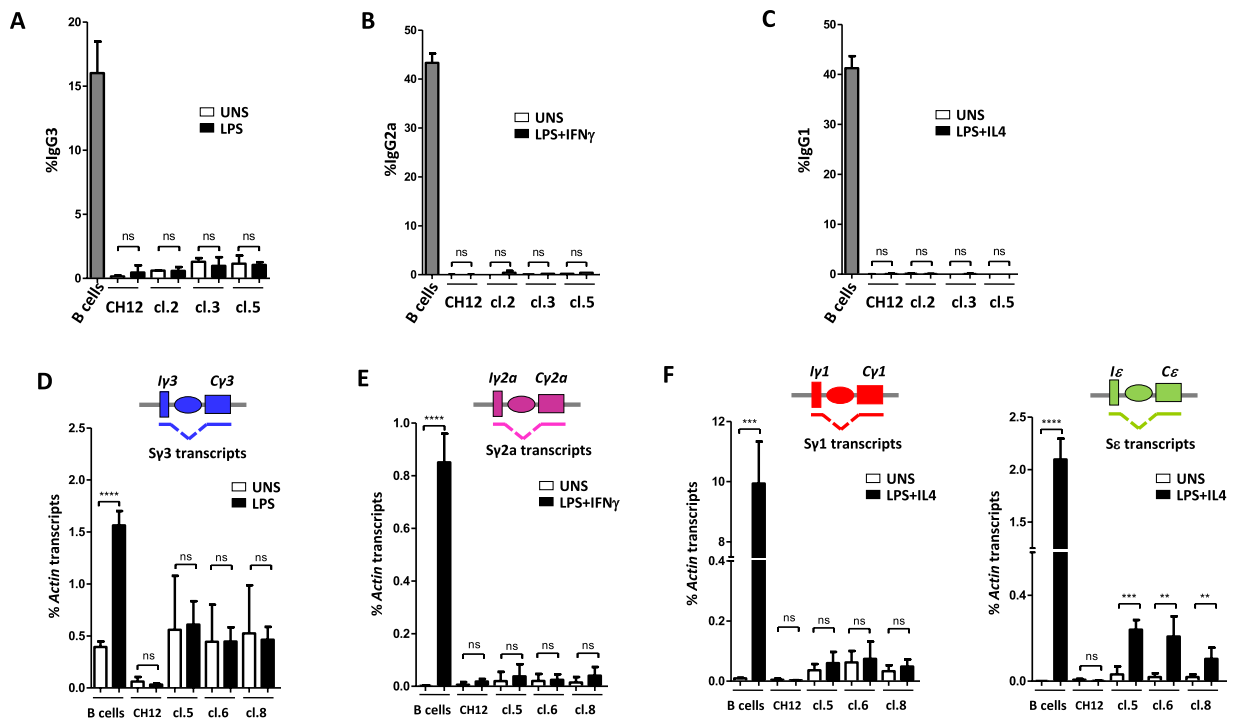 A
%IgG3
20
15
10
5
0
UNS
LPS
ns
ns
ns
ns
B cells
CH12
cl.2
cl.3
cl.5
B
%IgG2a
50
40
30
20
10
0
UNS
LPS+IFNγ
ns
ns
ns
ns
B cells
CH12
cl.2
cl.3
cl.5
C
%IgG1
50
40
30
20
10
0
UNS
LPS+IL4
ns
ns
ns
ns
B cells
CH12
cl.2
cl.3
cl.5
D
Iγ3 Cγ3
Sγ3 transcripts
% Actin transcripts
2.5
2.0
1.5
1.0
0.5
0.0
UNS
LPS
****
ns
ns
ns
ns
B cells
CH12
cl.5
cl.6
cl.8
E
Iγ2a Cγ2a
Sγ2a transcripts
% Actin transcripts
1.0
0.8
0.6
0.4
0.2
0.0
UNS
LPS+IFNγ
****
ns
ns
ns
ns
B cells
CH12
cl.5
cl.6
cl.8
F
Iγ1 Cγ1
Sγ1 transcripts
% Actin transcripts
14
12
10
8
0.4
0.2
0.0
UNS
LPS+IL4
***
ns
ns
ns
ns
B cells
CH12
cl.5
cl.6
cl.8
Iε Cε
Sε transcripts
% Actin transcripts
2.5
2.0
1.5
0.4
0.0
UNS
LPS+IL4
****
ns
***
**
**
B cells
CH12
cl.5
cl.6
cl.8